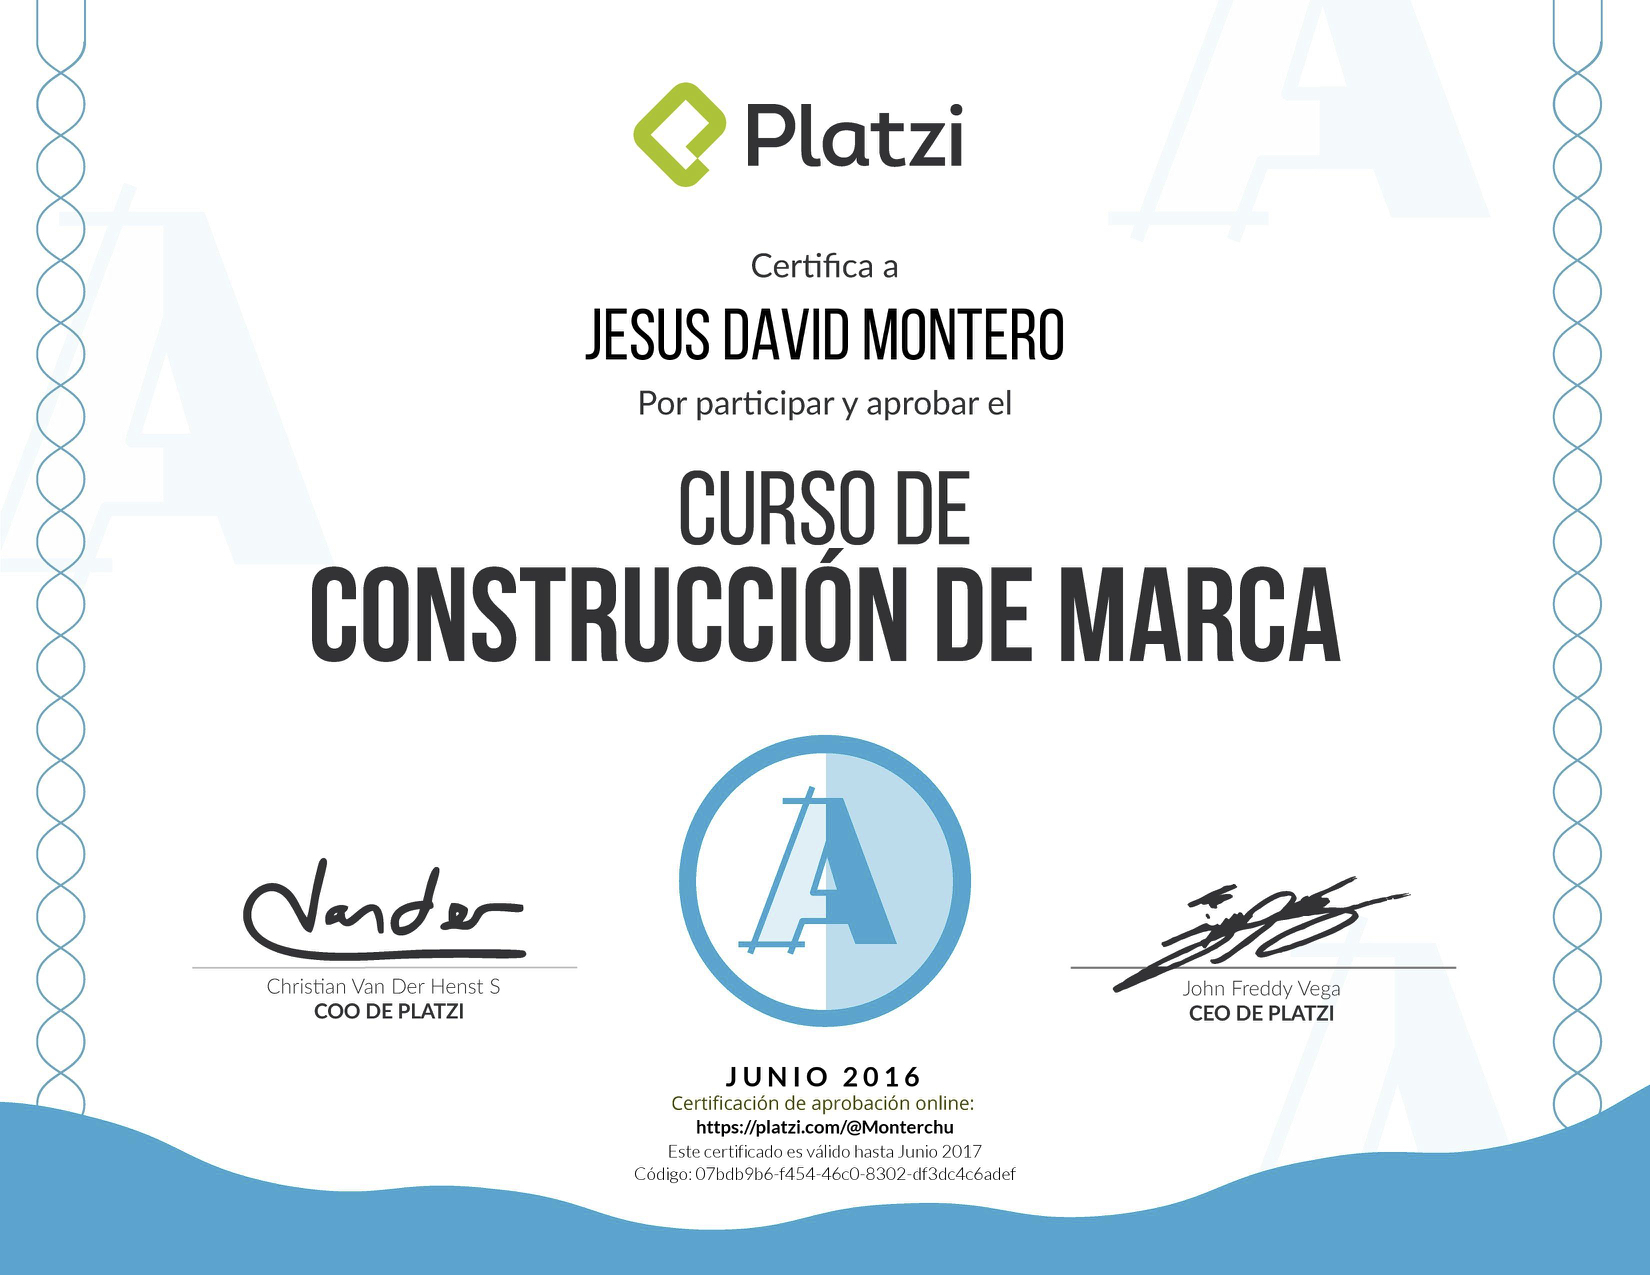 Platzi
Certifica a
JESUS DAVID MONTERO
Por participar y aprobar el
CURSO DE
CONSTRUCCIÓN DE MARCA
Vander
Christian Van Der Henst S
COO DE PLATZI
John Freddy Vega
CEO DE PLATZI
JUNIO 2016
Certificación de aprobación online:
https://platzi.com/@Monterchu
Este certificado es válido hasta Junio 2017
Código: 07bdb9b6-f454-46c0-8302-df3dc4c6adef